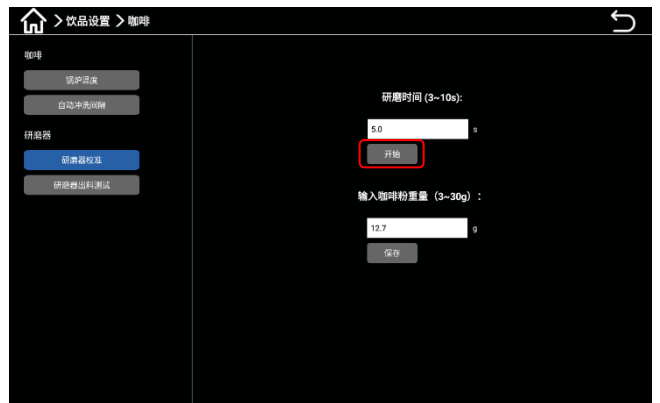 > 饮品设置 > 咖啡
咖啡
锅炉温度
自动冲洗间隔
研磨器
研磨器校准
研磨器出料测试
研磨时间 (3~10s):
5.0 s
开始
输入咖啡粉重量（3~30g）：
12.7 g
保存